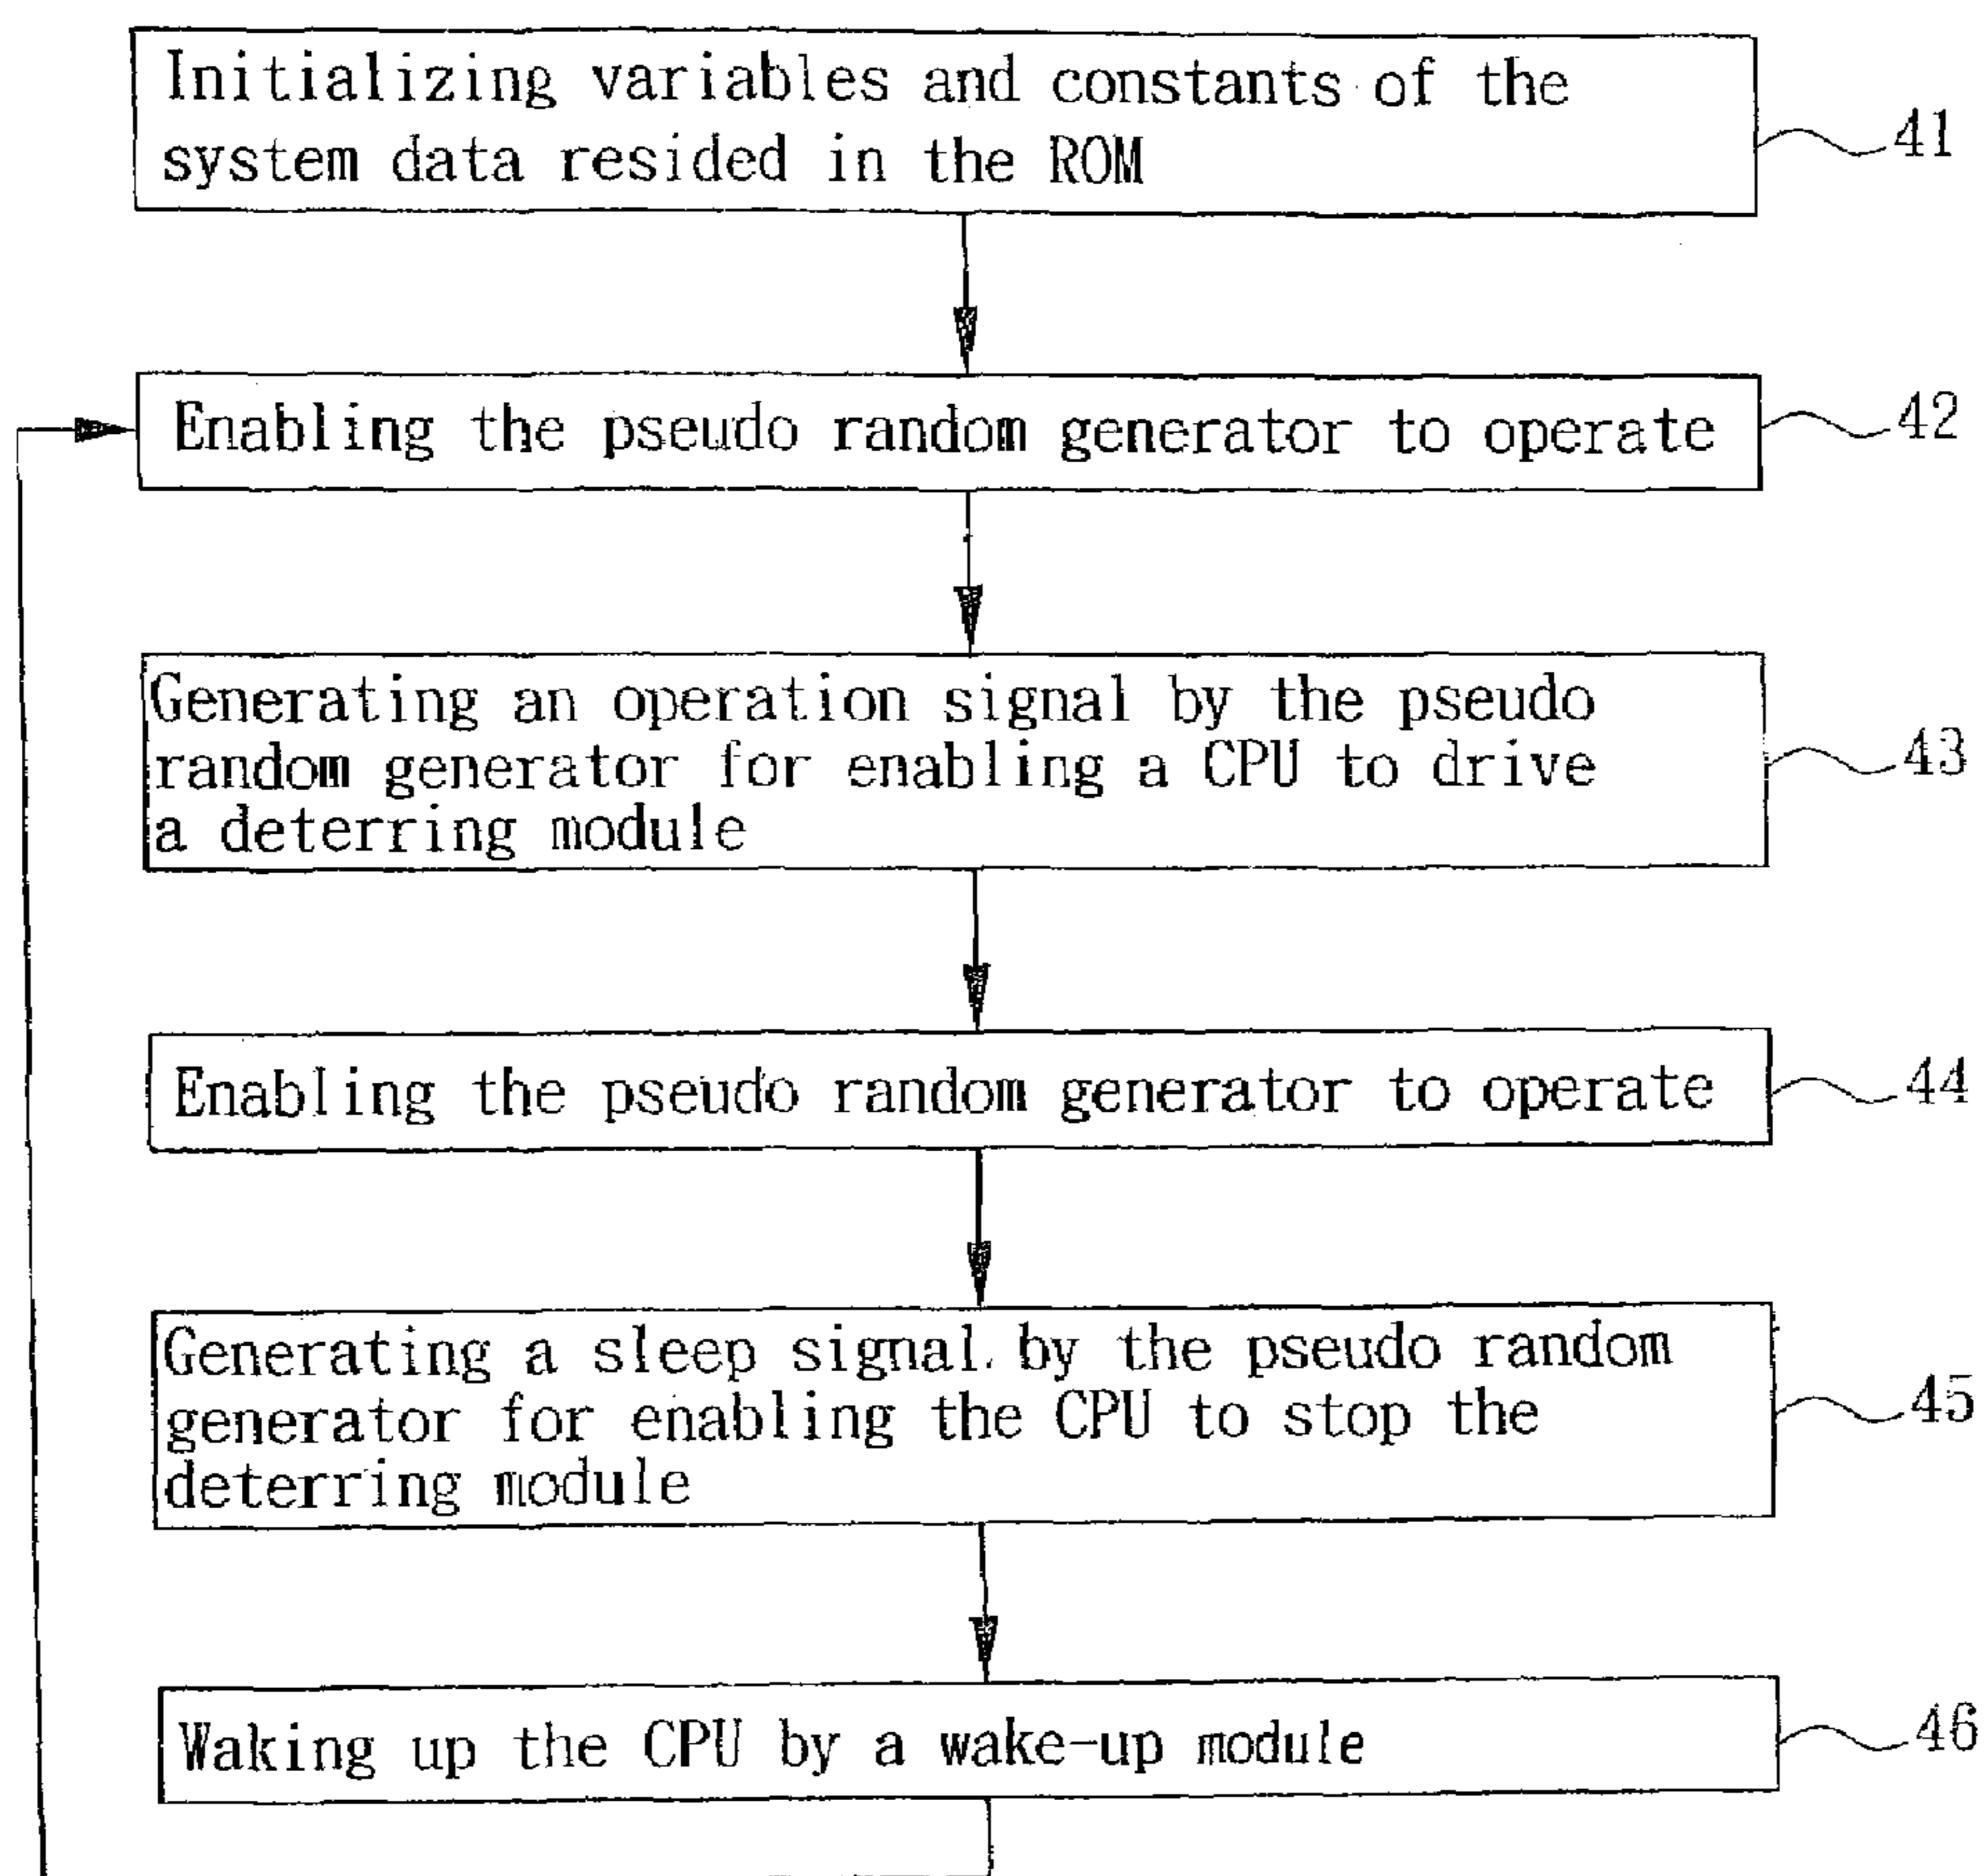 Initializing variables and constants of the
system data resided in the ROM
41
Enabling the pseudo random generator to operate
42
Generating an operation signal by the pseudo
random generator for enabling a CPU to drive
a deterring module
43
Enabling the pseudo random generator to operate
44
Generating a sleep signal by the pseudo random
generator for enabling the CPU to stop the
deterring module
45
Waking up the CPU by a wake-up module
46